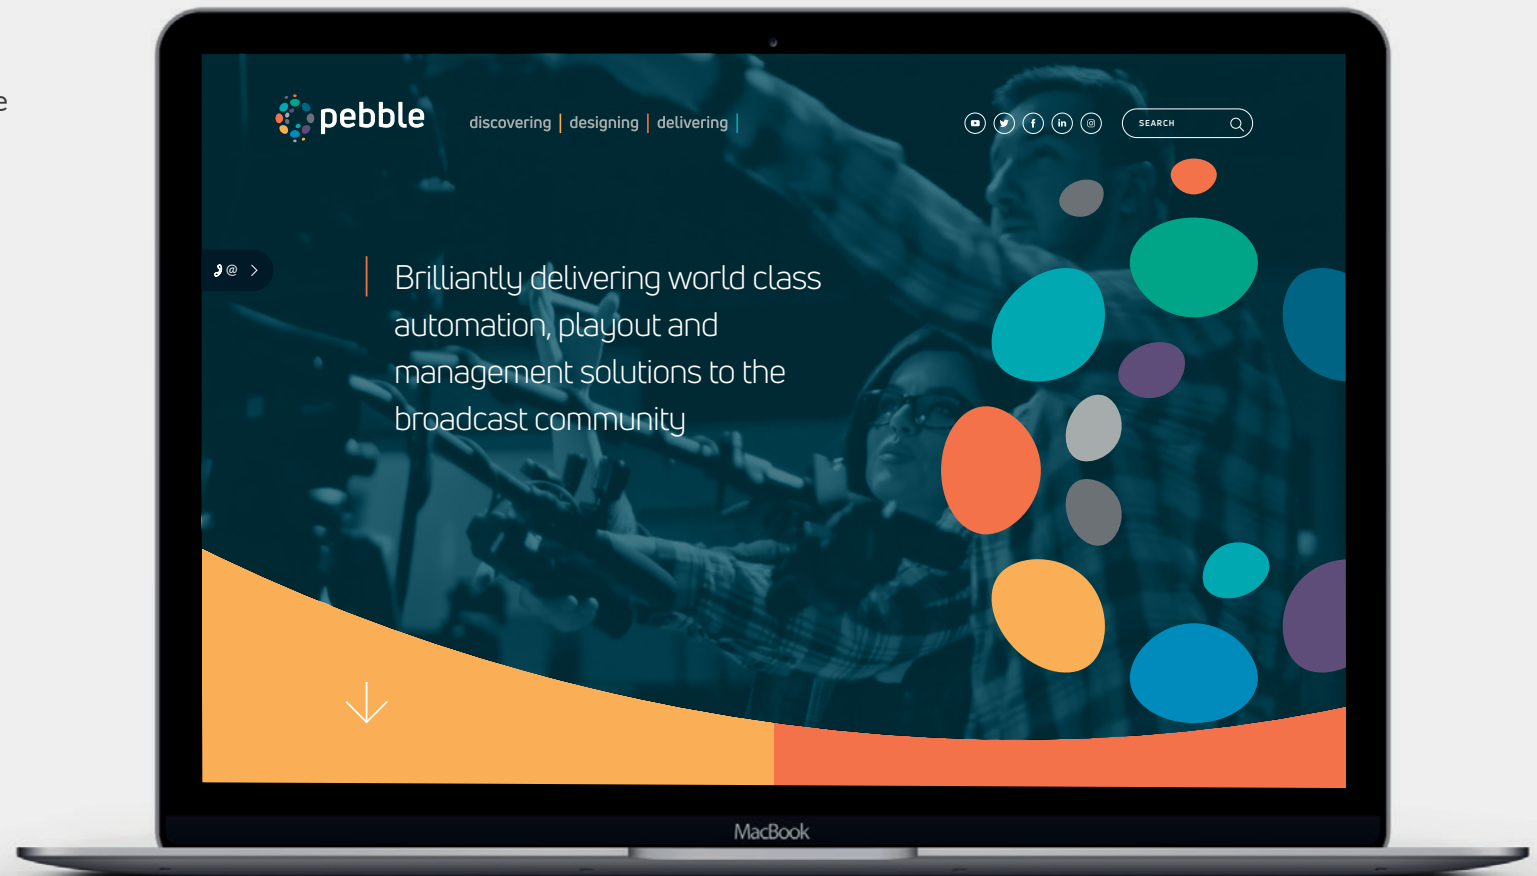 e
pebble
discovering | designing | delivering |
SEARCH
@
Brilliantly delivering world class
automation, playout and
management solutions to the
broadcast community
MacBook